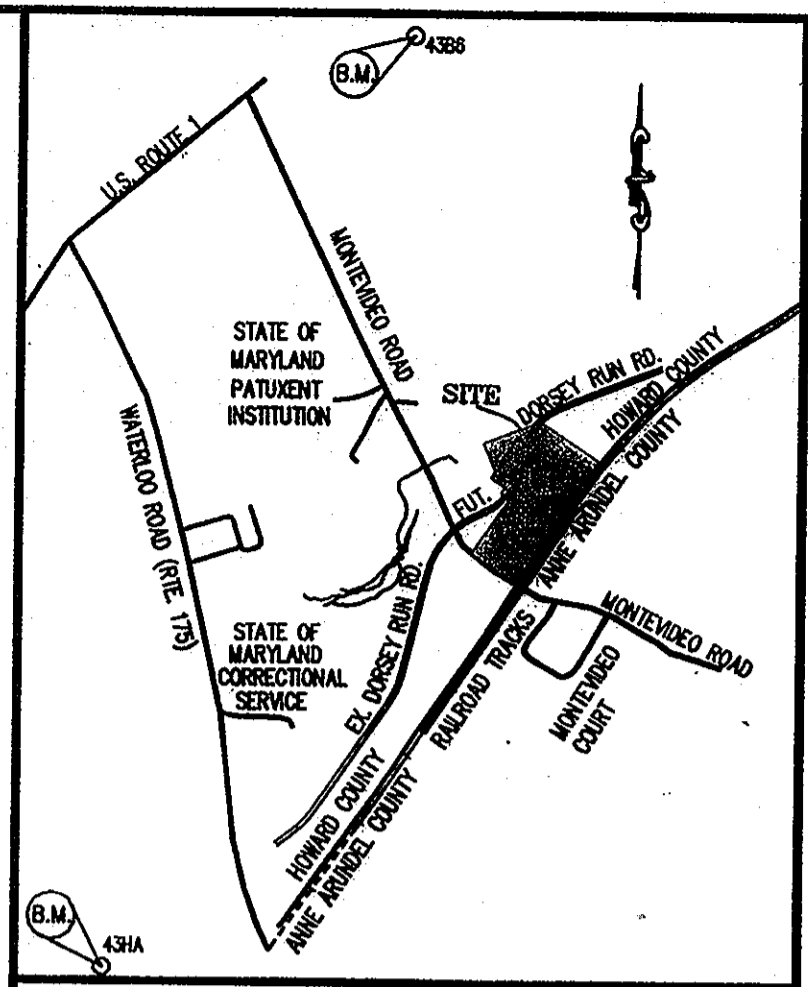 B.M.
43B6
U.S. ROUTE 1
MONTEVIDEO ROAD
STATE OF
MARYLAND
PATUXENT
INSTITUTION
SITE
DORSEY RUN RD.
HOWARD COUNTY
ANNE ARUNDEL COUNTY
FUT.
WATERLOO ROAD (RTE. 175)
EX. DORSEY RUN RD.
STATE OF
MARYLAND
CORRECTIONAL
SERVICE
RAILROAD TRACKS
MONTEVIDEO ROAD
MONTEVIDEO
COURT
HOWARD COUNTY
ANNE ARUNDEL COUNTY
B.M.
43HA